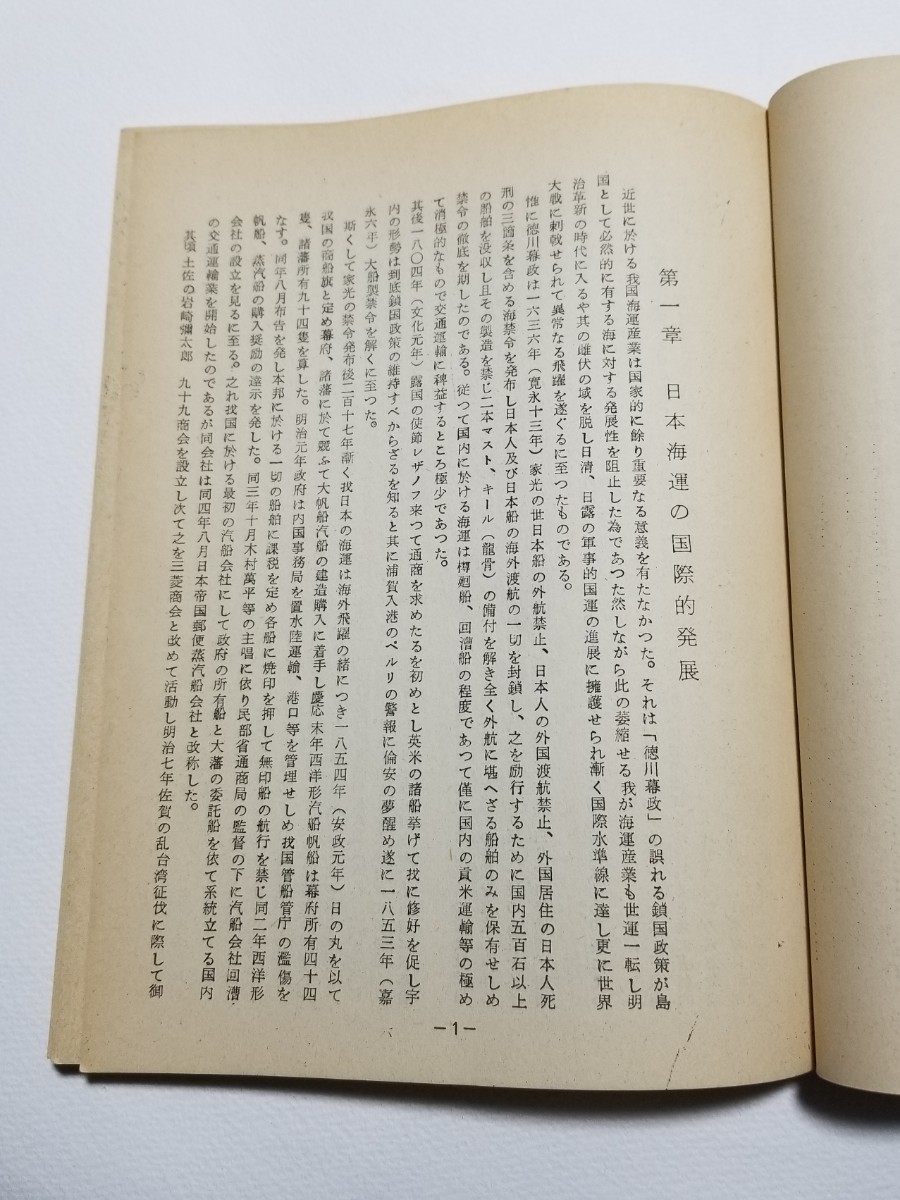 第一章　日本海運の国際的発展
近世に於ける我国海運産業は国家的に餘り重要なる意義を有たなかつた。それは「徳川幕政」の誤れる鎖国政策が島
国として必然的に有する海に対する発展性を阻止した為であつた然しながら此の萎縮せる我が海運産業も世運一転し明
治革新の時代に入るや其の雌伏の域を脱し日清、日露の軍事的国運の進展に擁護せられ漸く国際水準線に達し更に世界
大戦に刺戟せられて異常なる飛躍を遂ぐるに至つたものである。
惟に徳川幕政は一六三六年（寛永十三年）家光の世日本船の外航禁止、日本人の外国渡航禁止、外国居住の日本人死
刑の三箇条を含める海禁令を発布し日本人及び日本船の海外渡航の一切を封鎖し、之を励行するために国内五百石以上
の船舶を没収し且その製造を禁じ二本マスト、キール（龍骨）の備付を解き全く外航に堪へざる船舶のみを保有せしめ
禁令の徹底を期したのである。従つて国内に於ける海運は樽廻船、回漕船の程度であつて僅に国内の貢米運輸等の極め
て消極的なもので交通運輸に稗益するところ極少であつた。
其後一八〇四年（文化元年）露国の使節レザノフ来つて通商を求めたるを初めとし英米の諸船挙げて我に修好を促し宇
内の形勢は到底鎖国政策の維持すべからざるを知ると其に浦賀入港のペルリの警報に倫安の夢醒め遂に一八五三年（嘉
永六年）大船製禁令を解くに至つた。
斯くして家光の禁令発布後二百十七年漸く我日本の海運は海外飛躍の緒につき一八五四年（安政元年）日の丸を以て
我国の商船旗と定め幕府、諸藩に於て競ふて大帆船汽船の建造購入に着手し慶応末年西洋形汽船帆船は幕府所有四十四
隻、諸藩所有九十四隻を算した。明治元年政府は内国事務局を置水陸運輸、港口等を管理せしめ我国管船管庁の濫傷を
なす。同年八月布告を発し本邦に於ける一切の船舶に課税を定め各船に焼印を押して無印船の航行を禁じ同二年西洋形
帆船、蒸汽船の購入奨励の達示を発した。同三年十月木村萬平等の主唱に依り民部省通商局の監督の下に汽船会社回漕
会社の設立を見るに至る。之れ我国に於ける最初の汽船会社にして政府の所有船と大藩の委託船を依て系統立てる国内
の交通運輸業を開始したのであるが同会社は同四年八月日本帝国郵便蒸汽船会社と改称した。
其頃土佐の岩崎彌太郎　九十九商会を設立し次て之を三菱商会と改めて活動し明治七年佐賀の乱台湾征伐に際して御
—1—